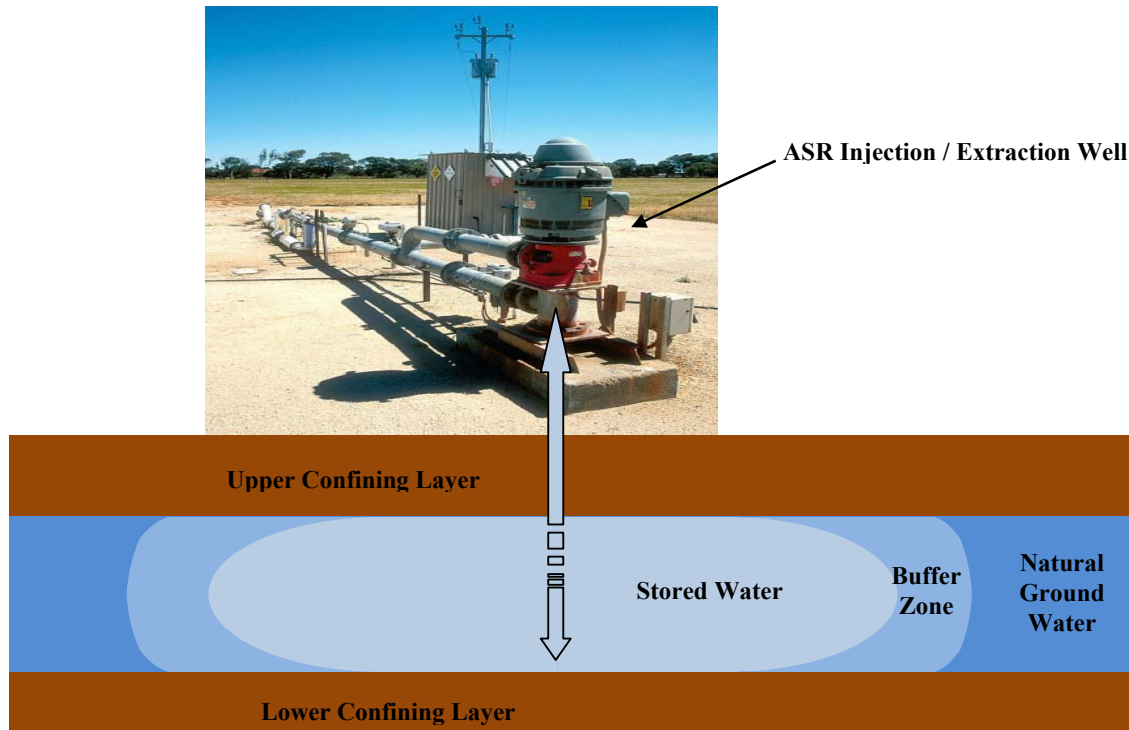 ASR Injection / Extraction Well
Upper Confining Layer
Stored Water
Buffer
Zone
Natural
Ground
Water
Lower Confining Layer